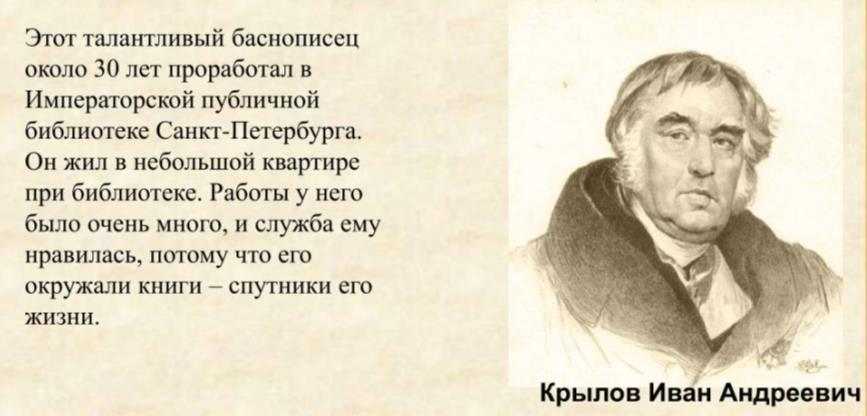 Этот талантливый баснописец
около 30 лет проработал в
Императорской публичной
библиотеке Санкт-Петербурга.
Он жил в небольшой квартире
при библиотеке. Работы у него
было очень много, и служба ему
нравилась, потому что его
окружали книги – спутники его
жизни.
Крылов Иван Андреевич